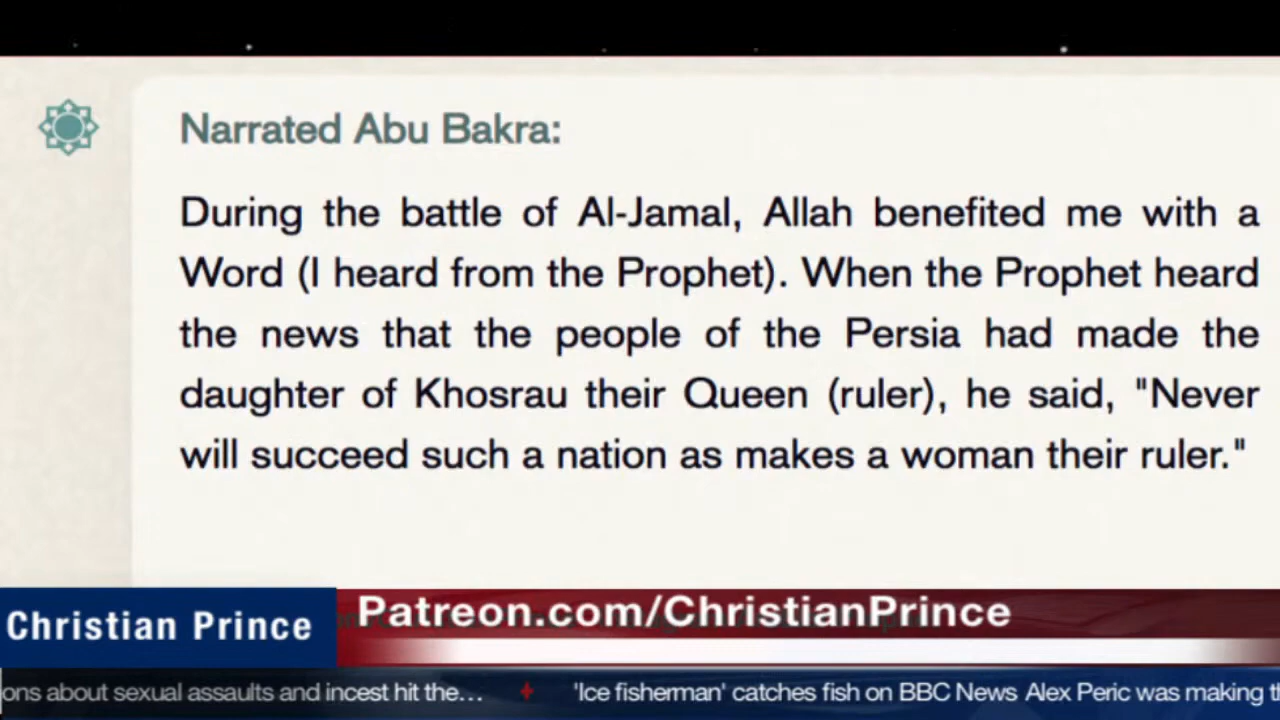 Narrated Abu Bakra:
During the battle of Al-Jamal, Allah benefited me with a
Word (I heard from the Prophet). When the Prophet heard
the news that the people of the Persia had made the
daughter of Khosrau their Queen (ruler), he said, "Never
will succeed such a nation as makes a woman their ruler."
Christian Prince
Patreon.com/ChristianPrince
ons about sexual assaults and incest hit the... 'Ice fisherman' catches fish on BBC News Alex Peric was making th